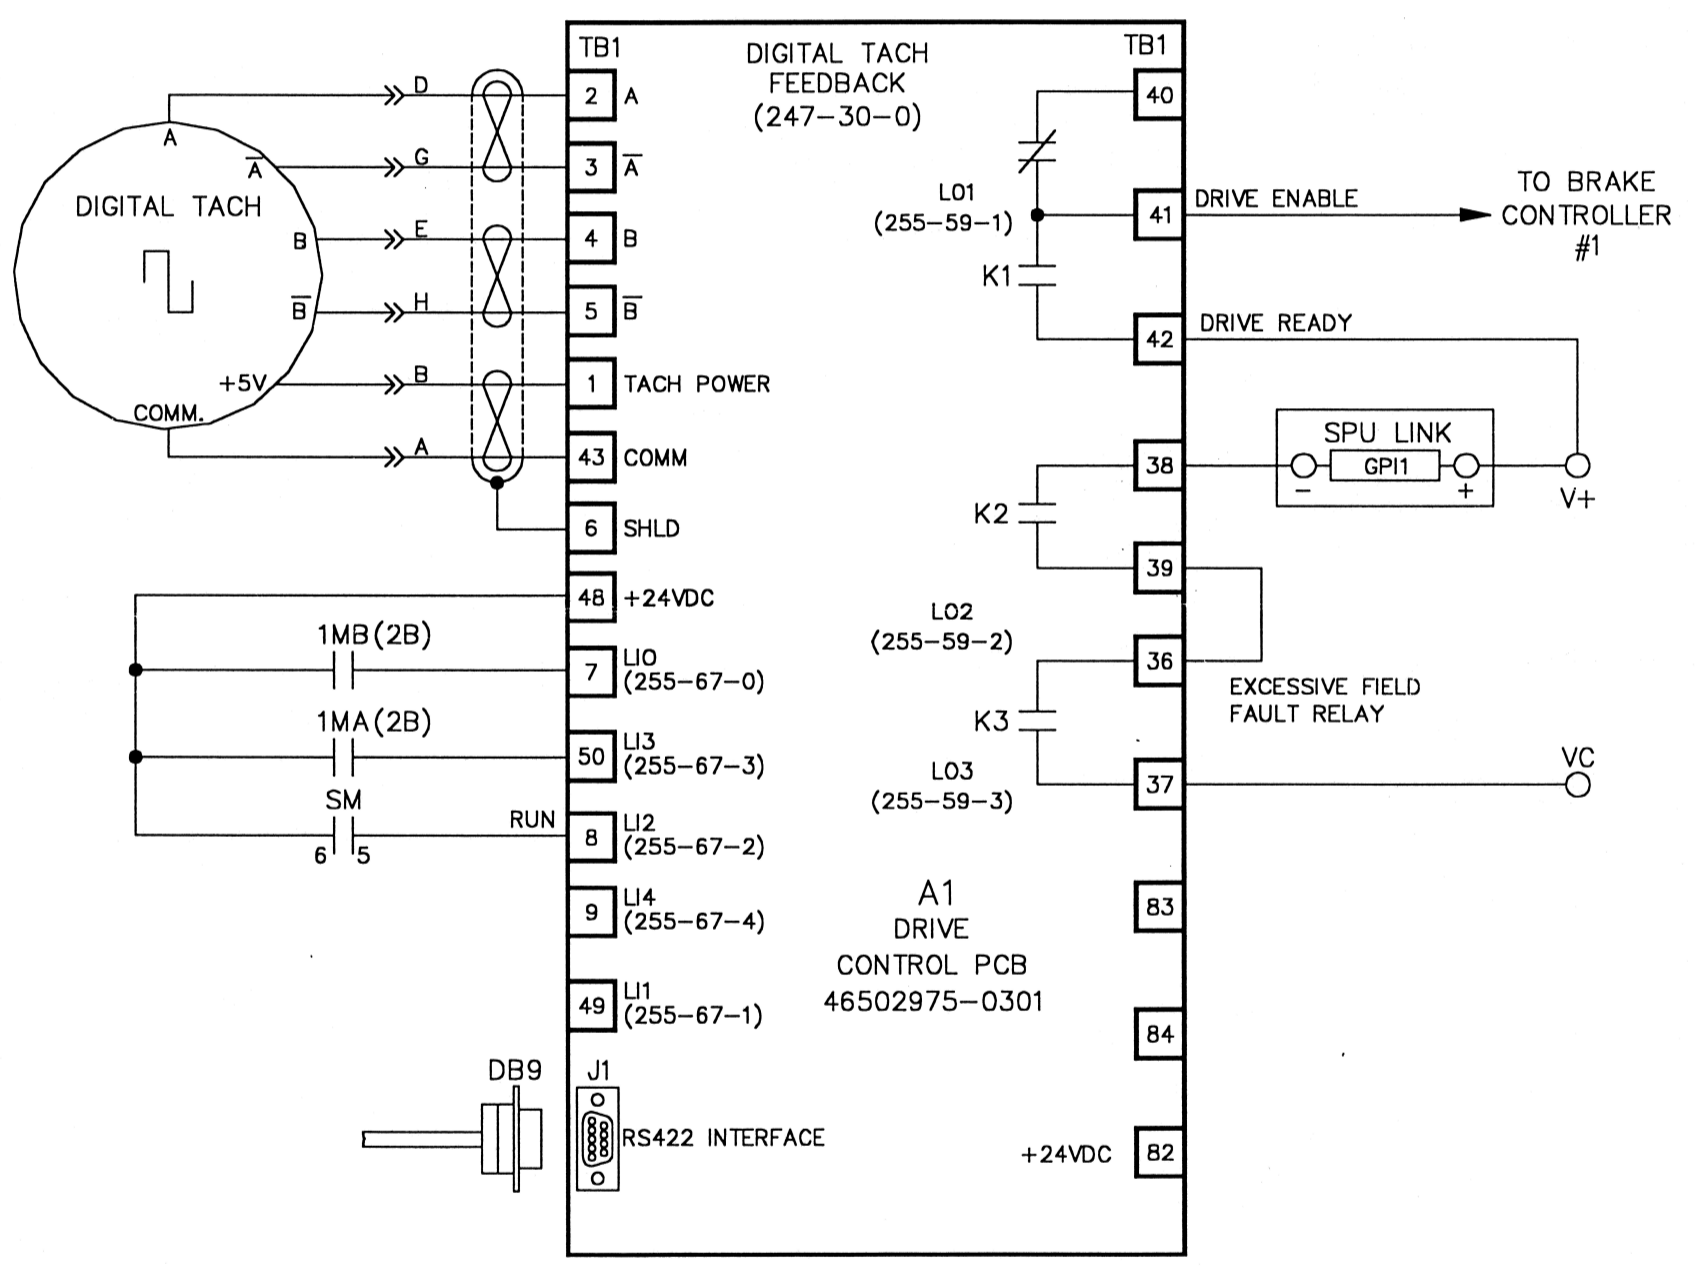 TB1
DIGITAL TACH
FEEDBACK
(247-30-0)
TB1
D
2
A
40
A
A̅
G
3
A̅
DIGITAL TACH
L01
(255-59-1)
41
DRIVE ENABLE
TO BRAKE
CONTROLLER
#1
B
E
4
B
K1
B̅
H
5
B̅
42
DRIVE READY
+5V
B
1
TACH POWER
COMM.
A
43
COMM
38
SPU LINK
GPI1
-
+
V+
6
SHLD
K2
39
48
+24VDC
L02
(255-59-2)
1MB(2B)
7
LI0
(255-67-0)
36
EXCESSIVE FIELD
FAULT RELAY
1MA(2B)
50
LI3
(255-67-3)
K3
L03
(255-59-3)
37
VC
SM
6
5
RUN
8
LI2
(255-67-2)
9
LI4
(255-67-4)
A1
DRIVE
CONTROL PCB
46502975-0301
83
49
LI1
(255-67-1)
84
DB9
J1
RS422 INTERFACE
+24VDC
82